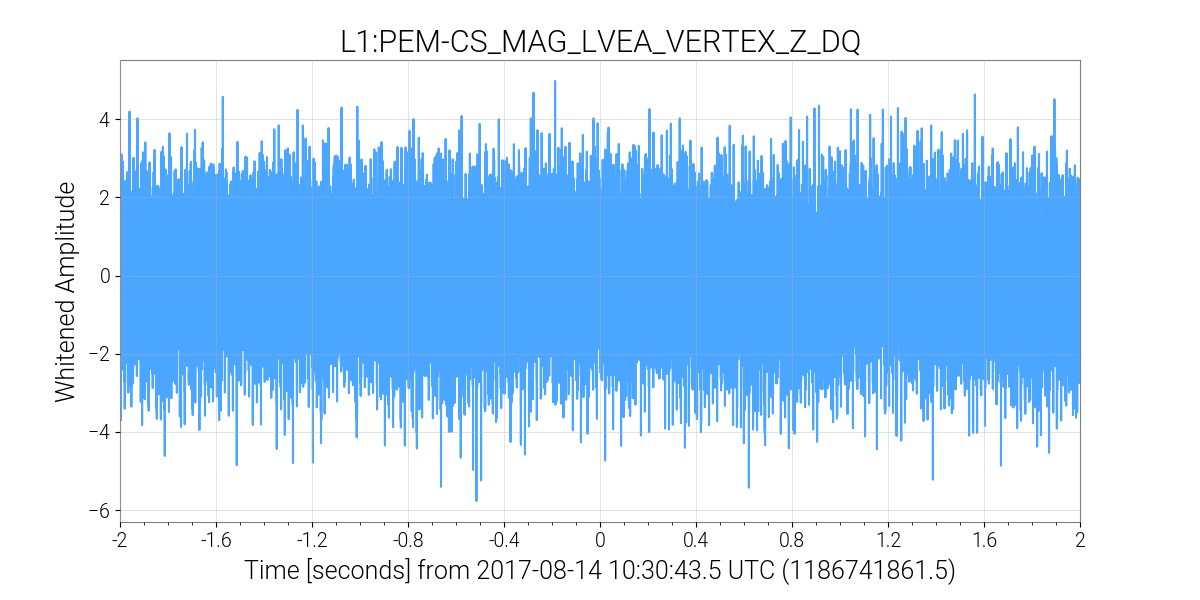 L1:PEM-CS_MAG_LVEA_VERTEX_Z_DQ
Whitened Amplitude
4
2
0
−2
−4
−6
-2 -1.6 -1.2 -0.8 -0.4 0 0.4 0.8 1.2 1.6 2
Time [seconds] from 2017-08-14 10:30:43.5 UTC (1186741861.5)